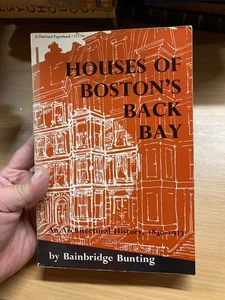 A Harvard Paperback
HOUSES OF
BOSTON'S
BACK
BAY
An Architectural History, 1840-1917
by Bainbridge Bunting